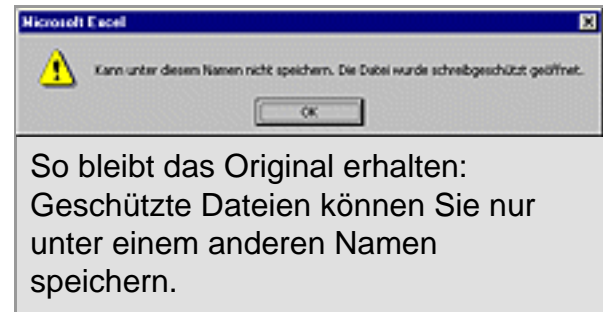 Microsoft Excel
Kann unter diesem Namen nicht speichern. Die Datei wurde schreibgeschützt geöffnet.
OK
So bleibt das Original erhalten:
Geschützte Dateien können Sie nur
unter einem anderen Namen
speichern.